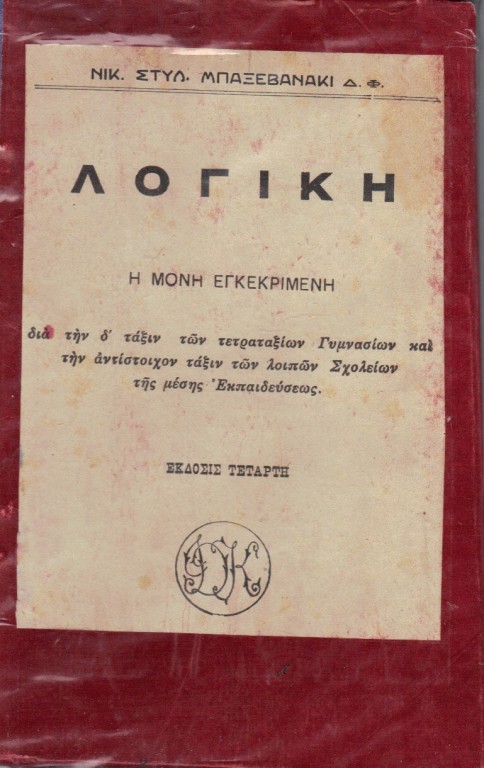 ΝΙΚ. ΣΤΥΛ. ΜΠΑΞΕΒΑΝΑΚΙ Δ. Φ.
ΛΟΓΙΚΗ
Η ΜΟΝΗ ΕΓΚΕΚΡΙΜΕΝΗ
διὰ τὴν δ' τάξιν τῶν τετραταξίων Γυμνασίων καὶ
τὴν ἀντίστοιχον τάξιν τῶν λοιπῶν Σχολείων
τῆς μέσης Ἐκπαιδεύσεως.
ΕΚΔΟΣΙΣ ΤΕΤΑΡΤΗ
ΔΚ